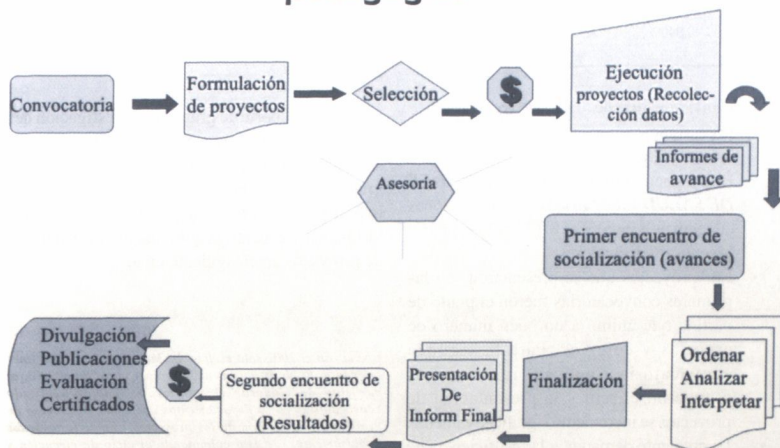 Convocatoria
Formulación
de proyectos
Selección
$
Ejecución
proyectos (Recolec-
ción datos)
Informes de
avance
Asesoría
Primer encuentro de
socialización (avances)
Ordenar
Analizar
Interpretar
Finalización
Presentación
De
Inform Final
Segundo encuentro de
socialización
(Resultados)
$
Divulgación
Publicaciones
Evaluación
Certificados